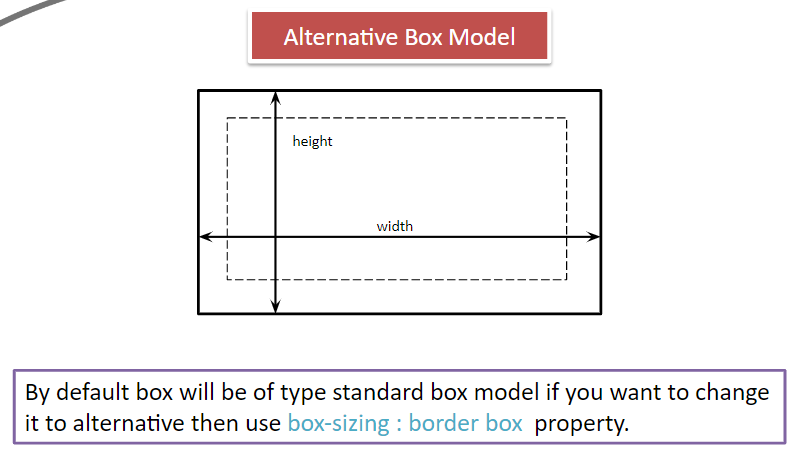 Alternative Box Model
height
width
By default box will be of type standard box model if you want to change
it to alternative then use box-sizing : border box property.